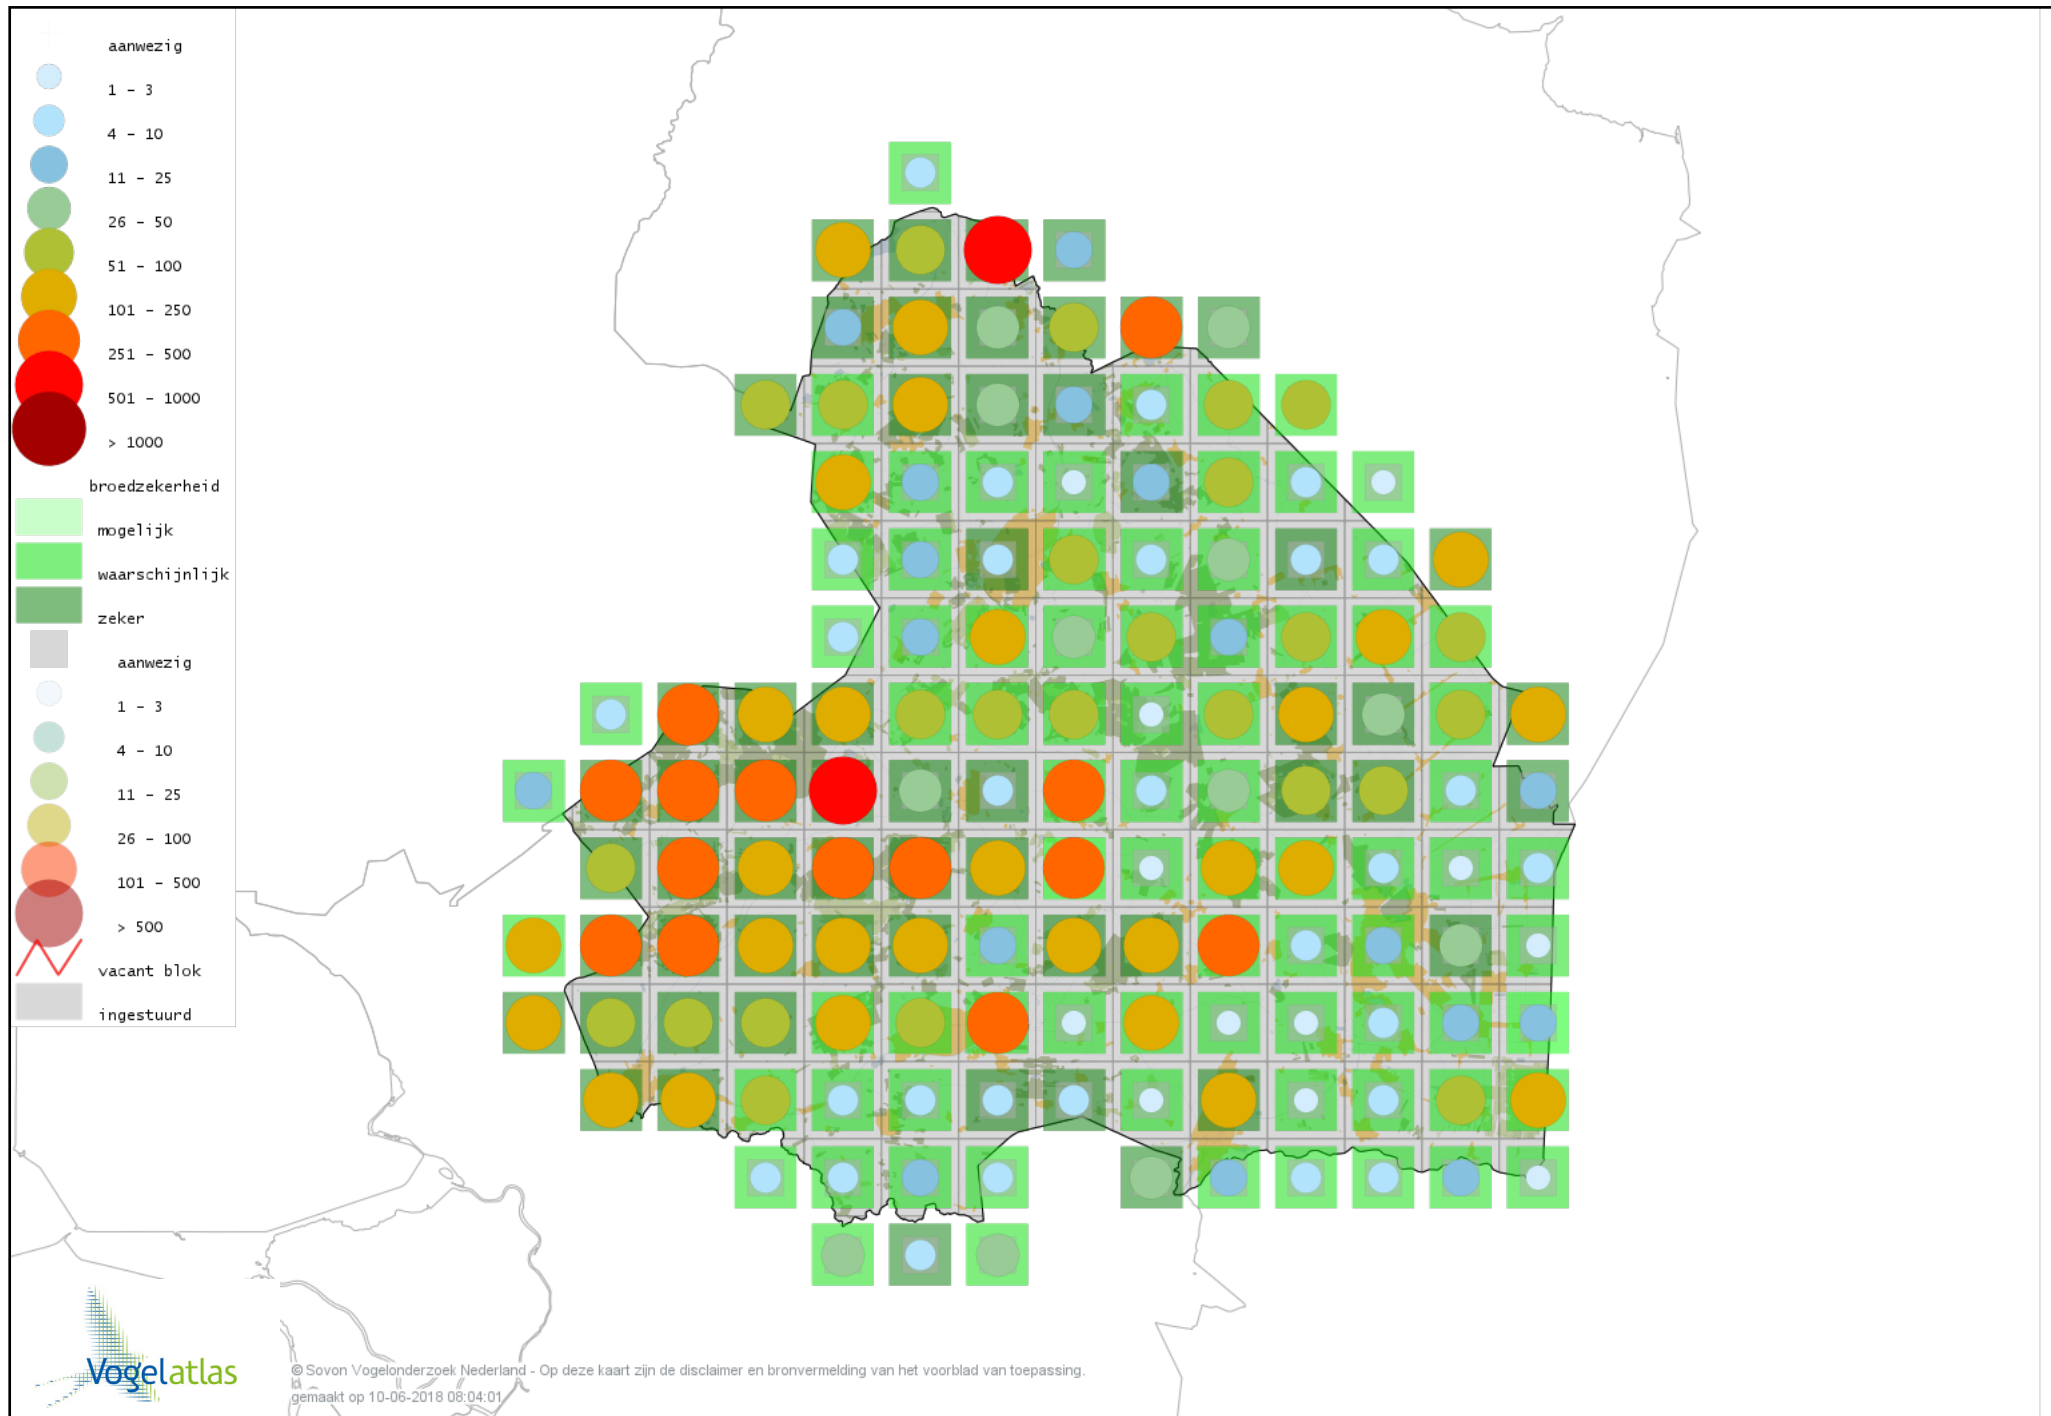 aanwezig
1 - 3
4 - 10
11 - 25
26 - 50
51 - 100
101 - 250
251 - 500
501 - 1000
> 1000
broedzekerheid
mogelijk
waarschijnlijk
zeker
aanwezig
1 - 3
4 - 10
11 - 25
26 - 100
101 - 500
> 500
vacant blok
ingestuurd
Vogelatlas
© Sovon Vogelonderzoek Nederland - Op deze kaart zijn de disclaimer en bronvermelding van het voorblad van toepassing.
gemaakt op 10-06-2018 08:04:01